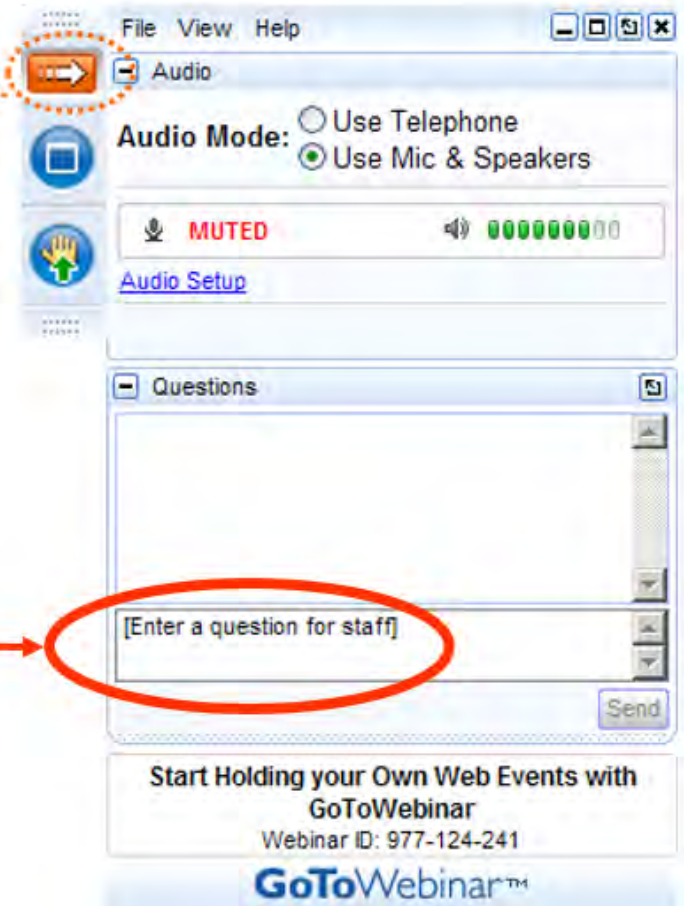 File View Help
Audio
Audio Mode:
Use Telephone
Use Mic & Speakers
MUTED
Audio Setup
Questions
[Enter a question for staff]
Send
Start Holding your Own Web Events with
GoToWebinar
Webinar ID: 977-124-241
GoToWebinar™